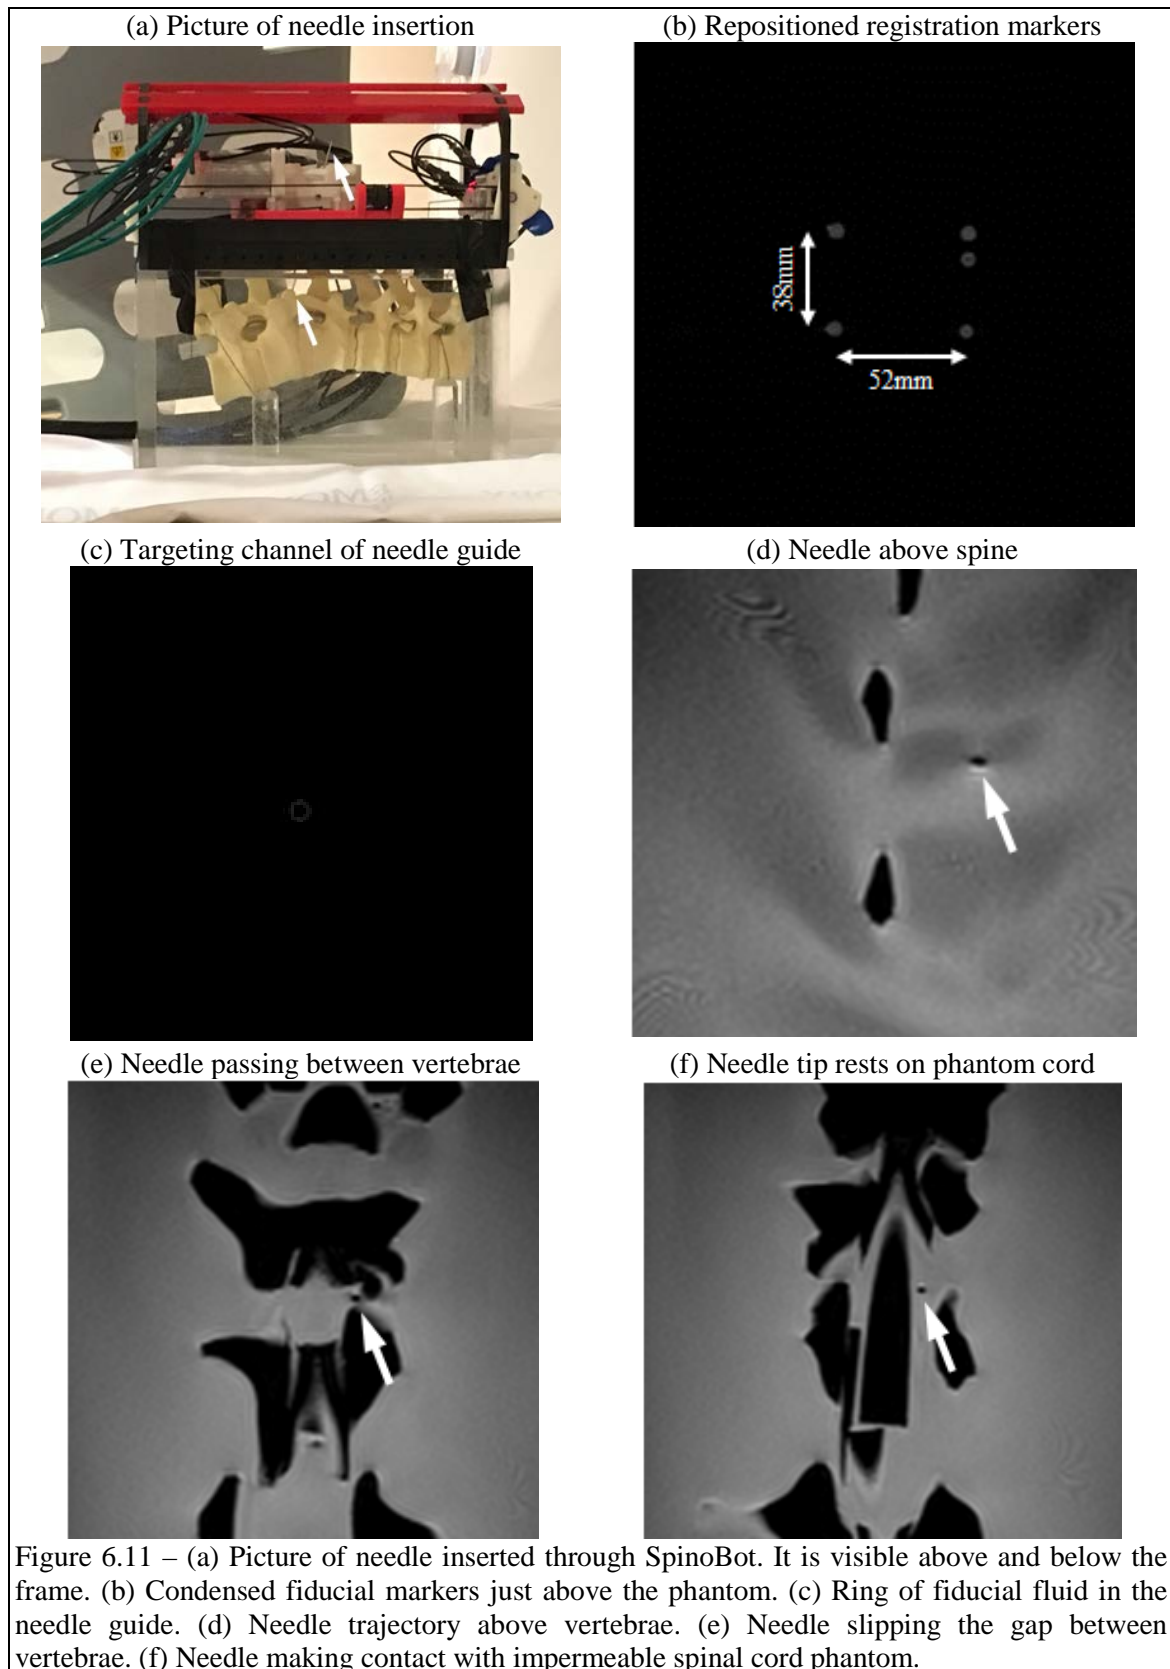 (a) Picture of needle insertion
(b) Repositioned registration markers
38mm
52mm
(c) Targeting channel of needle guide
(d) Needle above spine
(e) Needle passing between vertebrae
(f) Needle tip rests on phantom cord
Figure 6.11 – (a) Picture of needle inserted through SpinoBot. It is visible above and below the
frame. (b) Condensed fiducial markers just above the phantom. (c) Ring of fiducial fluid in the
needle guide. (d) Needle trajectory above vertebrae. (e) Needle slipping the gap between
vertebrae. (f) Needle making contact with impermeable spinal cord phantom.